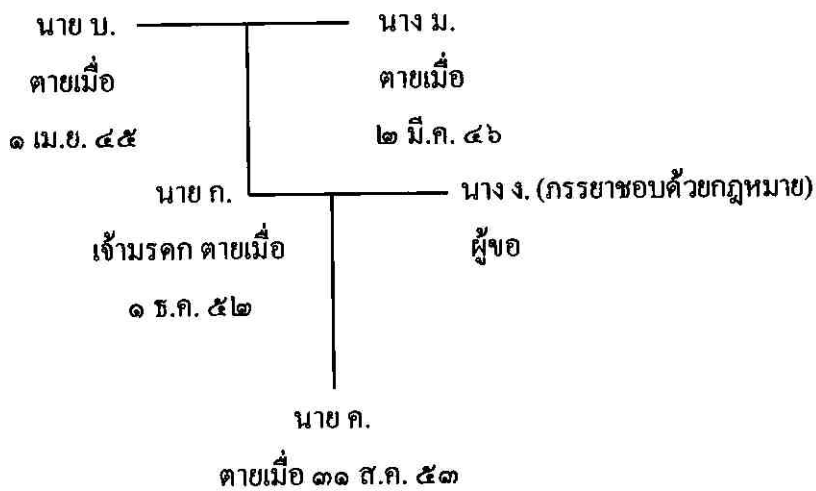 นาย บ.
นาง ม.
ตายเมื่อ
ตายเมื่อ
๑ เม.ย. ๔๕
๒ มี.ค. ๔๖
นาย ก.
นาง ง. (ภรรยาชอบด้วยกฎหมาย)
เจ้ามรดก ตายเมื่อ
ผู้ขอ
๑ ธ.ค. ๕๒
นาย ค.
ตายเมื่อ ๓๑ ส.ค. ๕๓